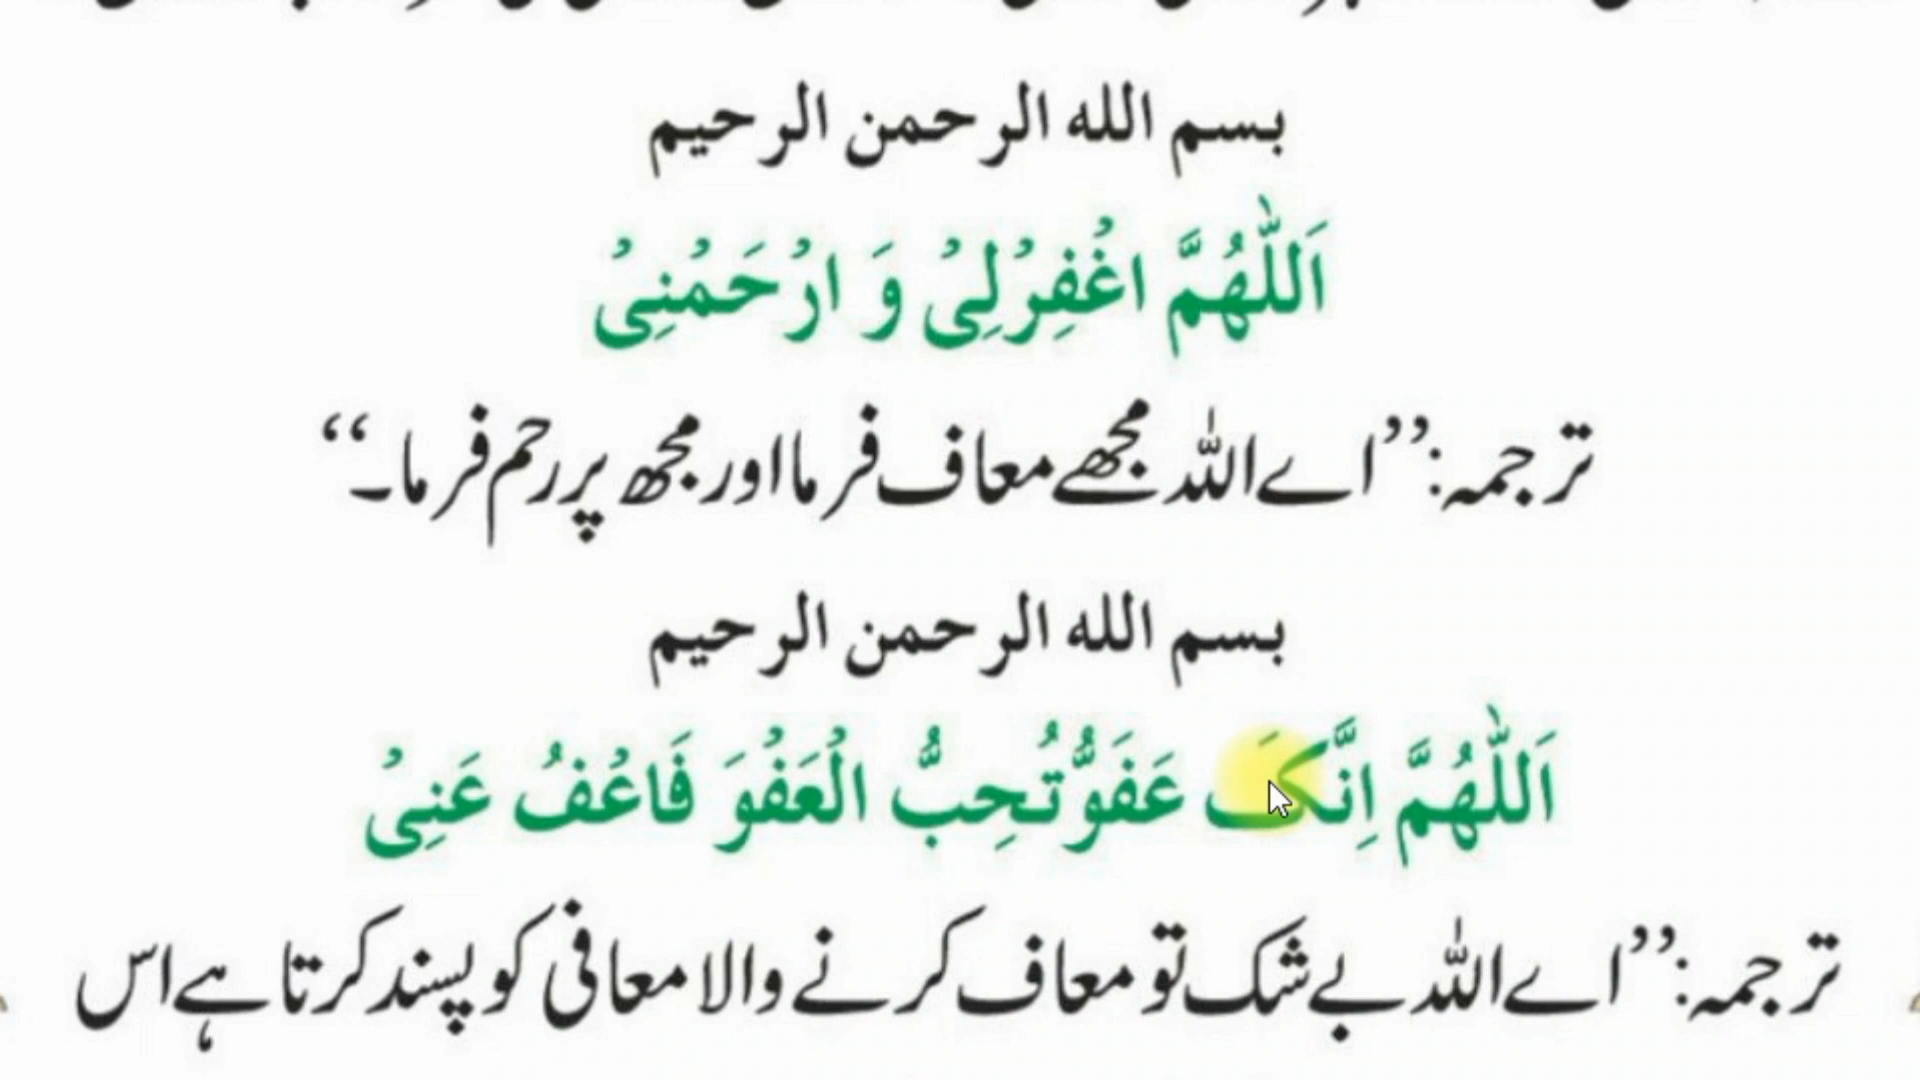 بسم الله الرحمن الرحیم
اَللّٰهُمَّ اغْفِرْلِیْ وَ ارْحَمْنِیْ
ترجمہ:’’اے اللہ مجھے معاف فرما اور مجھ پر رحم فرما۔‘‘
بسم الله الرحمن الرحیم
اَللّٰهُمَّ اِنَّکَ عَفَوُّتُحِبُّ الْعَفْوَ فَاعْفُ عَنِیْ
ترجمہ:’’اے اللہ بے شک تو معاف کرنے والا معافی کو پسند کرتا ہے اس